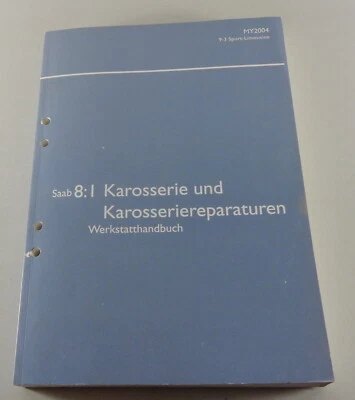 MY2004
9-3 Sport-Limousine
Saab 8:1 Karosserie und
Karosseriereparaturen
Werkstatthandbuch